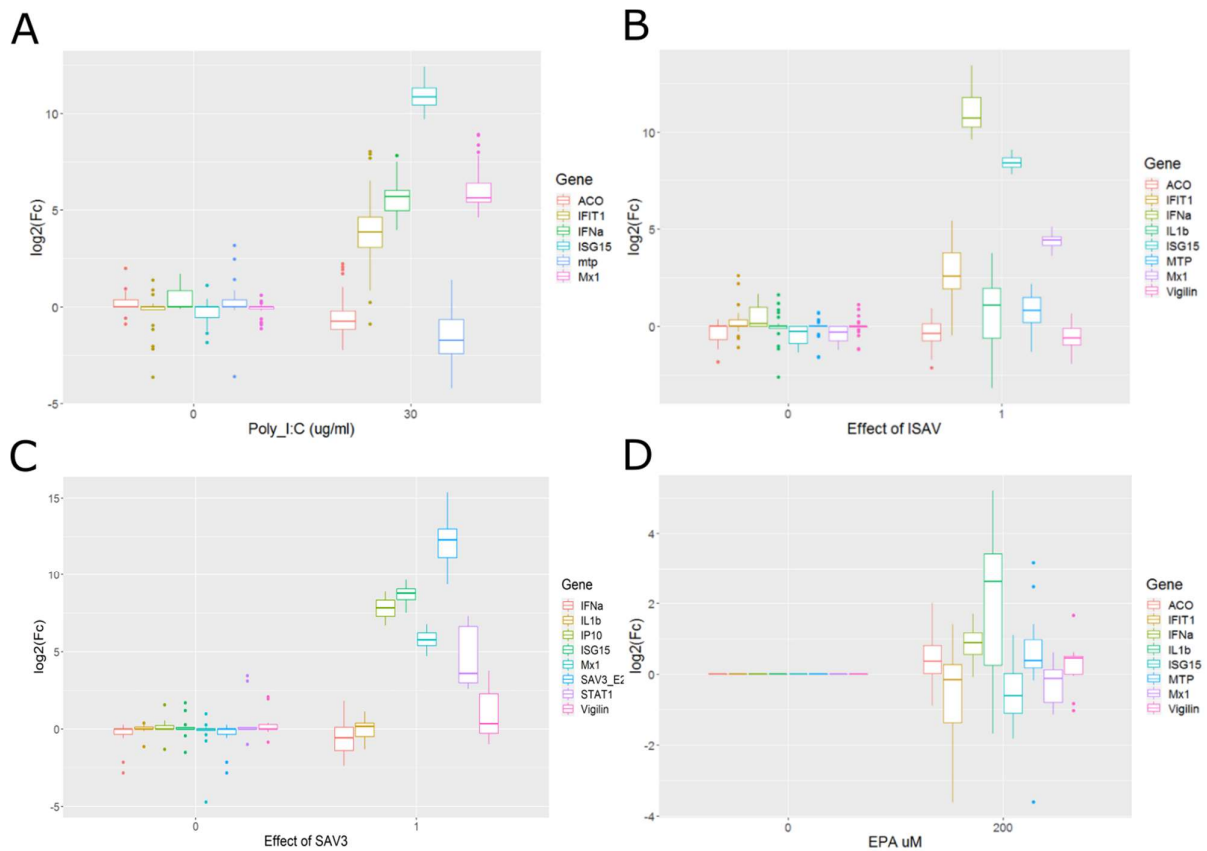 A
log2(Fc)
10
5
0
-5
0
30
Poly_I:C (ug/ml)
Gene
ACO
IFIT1
IFNa
ISG15
mtp
Mx1
B
log2(Fc)
10
5
0
0
1
Effect of ISAV
Gene
ACO
IFIT1
IFNa
IL1b
ISG15
MTP
Mx1
Vigilin
C
log2(Fc)
15
10
5
0
-5
0
1
Effect of SAV3
Gene
IFNa
IL1b
IP10
ISG15
Mx1
SAV3_E2
STAT1
Vigilin
D
log2(Fc)
4
2
0
-2
-4
0
200
EPA uM
Gene
ACO
IFIT1
IFNa
IL1b
ISG15
MTP
Mx1
Vigilin